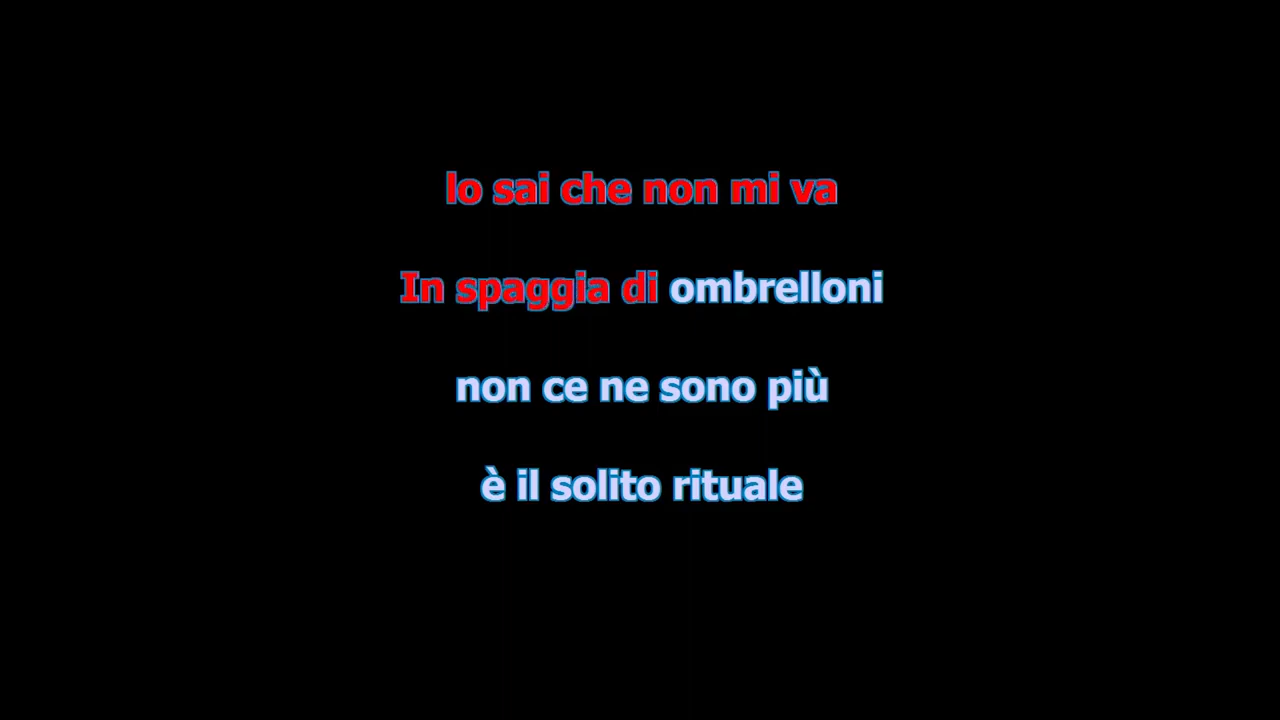 lo sai che non mi va
In spaggia di ombrelloni
non ce ne sono più
è il solito rituale